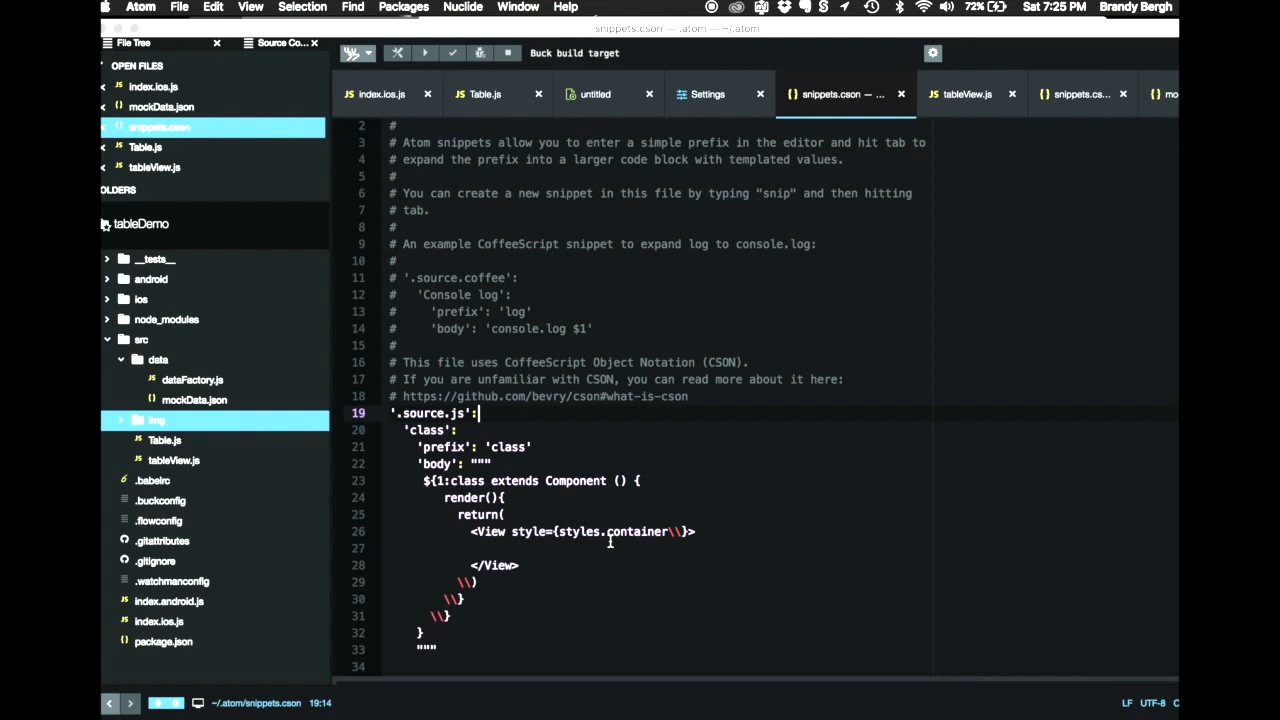 Atom File Edit View Selection Find Packages Nuclide Window Help 72% Sat 7:25 PM Brandy Bergh
snippets.cson — .atom — ~/.atom
File Tree
Source Co...
Buck build target
OPEN FILES
index.ios.js
mockData.json
snippets.cson
Table.js
tableView.js
OLDERS
tableDemo
__tests__
android
ios
node_modules
src
data
dataFactory.js
mockData.json
img
Table.js
tableView.js
.babelrc
.buckconfig
.flowconfig
.gitattributes
.gitignore
.watchmanconfig
index.android.js
index.ios.js
package.json
index.ios.js Table.js untitled Settings snippets.cson — ... tableView.js snippets.cs... mo
2 #
3 # Atom snippets allow you to enter a simple prefix in the editor and hit tab to
4 # expand the prefix into a larger code block with templated values.
5 #
6 # You can create a new snippet in this file by typing "snip" and then hitting
7 # tab.
8 #
9 # An example CoffeeScript snippet to expand log to console.log:
10 #
11 # '.source.coffee':
12 #   'Console log':
13 #     'prefix': 'log'
14 #     'body': 'console.log $1'
15 #
16 # This file uses CoffeeScript Object Notation (CSON).
17 # If you are unfamiliar with CSON, you can read more about it here:
18 # https://github.com/bevry/cson#what-is-cson
19 '.source.js':
20   'class':
21     'prefix': 'class'
22     'body': """
23      ${1:class extends Component () {
24         render(){
25           return(
26             <View style={styles.container\\}>
27
28             </View>
29           \\)
30         \\}
31       \\}
32     }
33     """
34
~/.atom/snippets.cson 19:14
LF UTF-8 C